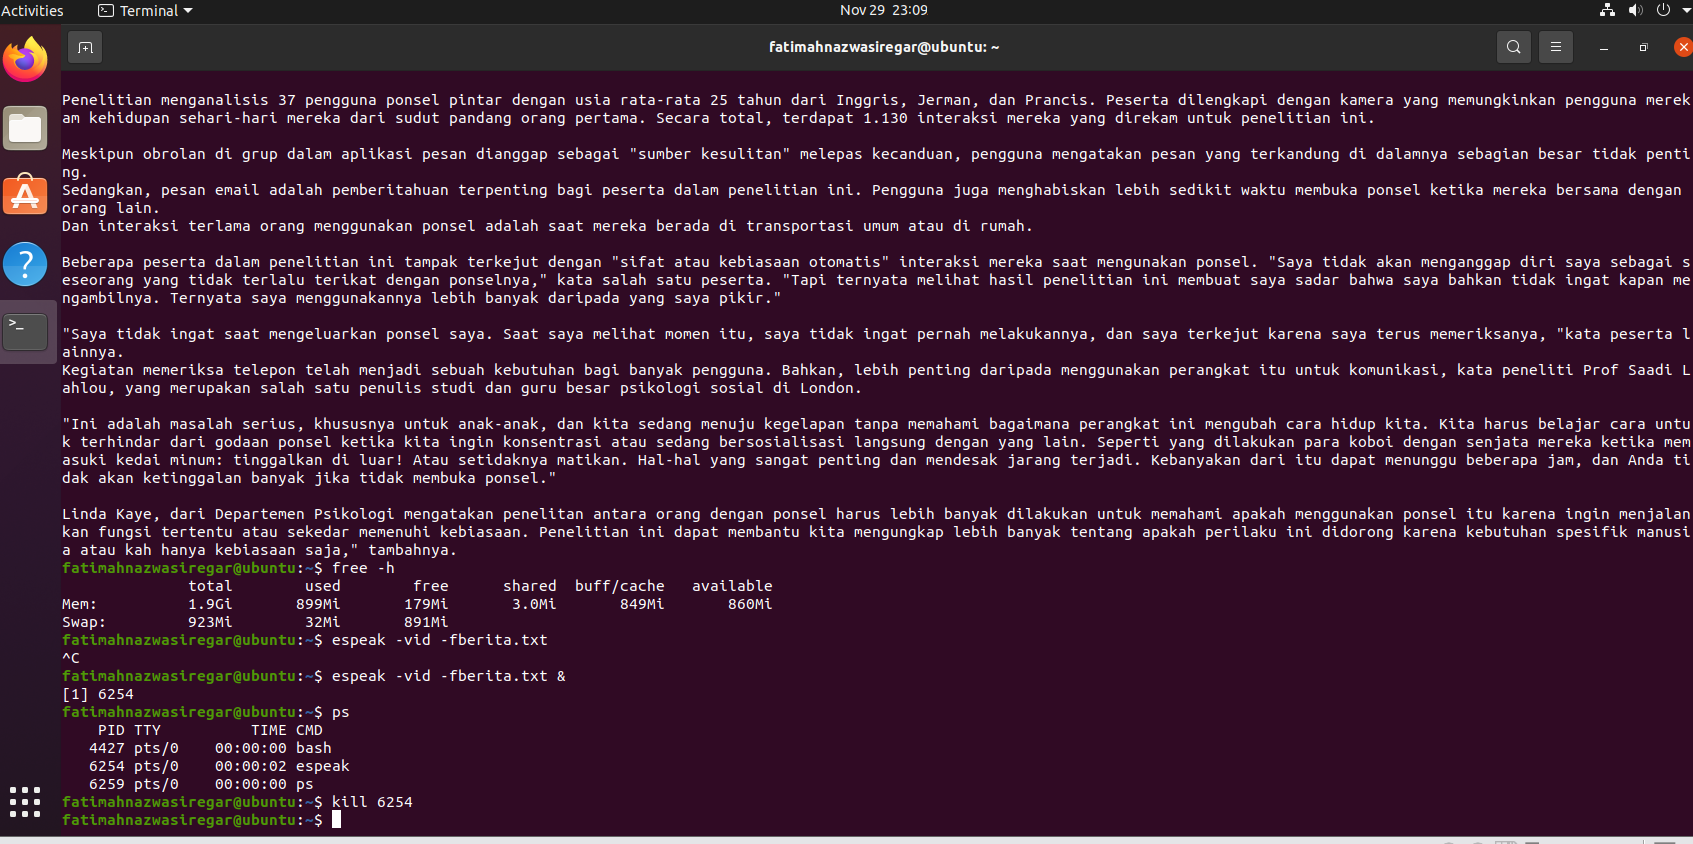 Activities Terminal Nov 29 23:09
fatimahnazwasiregar@ubuntu: ~
Penelitian menganalisis 37 pengguna ponsel pintar dengan usia rata-rata 25 tahun dari Inggris, Jerman, dan Prancis. Peserta dilengkapi dengan kamera yang memungkinkan pengguna merek
am kehidupan sehari-hari mereka dari sudut pandang orang pertama. Secara total, terdapat 1.130 interaksi mereka yang direkam untuk penelitian ini.
Meskipun obrolan di grup dalam aplikasi pesan dianggap sebagai "sumber kesulitan" melepas kecanduan, pengguna mengatakan pesan yang terkandung di dalamnya sebagian besar tidak penti
ng.
Sedangkan, pesan email adalah pemberitahuan terpenting bagi peserta dalam penelitian ini. Pengguna juga menghabiskan lebih sedikit waktu membuka ponsel ketika mereka bersama dengan
orang lain.
Dan interaksi terlama orang menggunakan ponsel adalah saat mereka berada di transportasi umum atau di rumah.
Beberapa peserta dalam penelitian ini tampak terkejut dengan "sifat atau kebiasaan otomatis" interaksi mereka saat mengunakan ponsel. "Saya tidak akan menganggap diri saya sebagai s
eseorang yang tidak terlalu terikat dengan ponselnya," kata salah satu peserta. "Tapi ternyata melihat hasil penelitian ini membuat saya sadar bahwa saya bahkan tidak ingat kapan me
ngambilnya. Ternyata saya menggunakannya lebih banyak daripada yang saya pikir."
"Saya tidak ingat saat mengeluarkan ponsel saya. Saat saya melihat momen itu, saya tidak ingat pernah melakukannya, dan saya terkejut karena saya terus memeriksanya, "kata peserta l
ainnya.
Kegiatan memeriksa telepon telah menjadi sebuah kebutuhan bagi banyak pengguna. Bahkan, lebih penting daripada menggunakan perangkat itu untuk komunikasi, kata peneliti Prof Saadi L
ahlou, yang merupakan salah satu penulis studi dan guru besar psikologi sosial di London.
"Ini adalah masalah serius, khususnya untuk anak-anak, dan kita sedang menuju kegelapan tanpa memahami bagaimana perangkat ini mengubah cara hidup kita. Kita harus belajar cara untu
k terhindar dari godaan ponsel ketika kita ingin konsentrasi atau sedang bersosialisasi langsung dengan yang lain. Seperti yang dilakukan para koboi dengan senjata mereka ketika mem
asuki kedai minum: tinggalkan di luar! Atau setidaknya matikan. Hal-hal yang sangat penting dan mendesak jarang terjadi. Kebanyakan dari itu dapat menunggu beberapa jam, dan Anda ti
dak akan ketinggalan banyak jika tidak membuka ponsel."
Linda Kaye, dari Departemen Psikologi mengatakan penelitan antara orang dengan ponsel harus lebih banyak dilakukan untuk memahami apakah menggunakan ponsel itu karena ingin menjalan
kan fungsi tertentu atau sekedar memenuhi kebiasaan. Penelitian ini dapat membantu kita mengungkap lebih banyak tentang apakah perilaku ini didorong karena kebutuhan spesifik manusi
a atau kah hanya kebiasaan saja," tambahnya.
fatimahnazwasiregar@ubuntu:~$ free -h
total used free shared buff/cache available
Mem: 1.9Gi 899Mi 179Mi 3.0Mi 849Mi 860Mi
Swap: 923Mi 32Mi 891Mi
fatimahnazwasiregar@ubuntu:~$ espeak -vid -fberita.txt
^C
fatimahnazwasiregar@ubuntu:~$ espeak -vid -fberita.txt &
[1] 6254
fatimahnazwasiregar@ubuntu:~$ ps
PID TTY TIME CMD
4427 pts/0 00:00:00 bash
6254 pts/0 00:00:02 espeak
6259 pts/0 00:00:00 ps
fatimahnazwasiregar@ubuntu:~$ kill 6254
fatimahnazwasiregar@ubuntu:~$